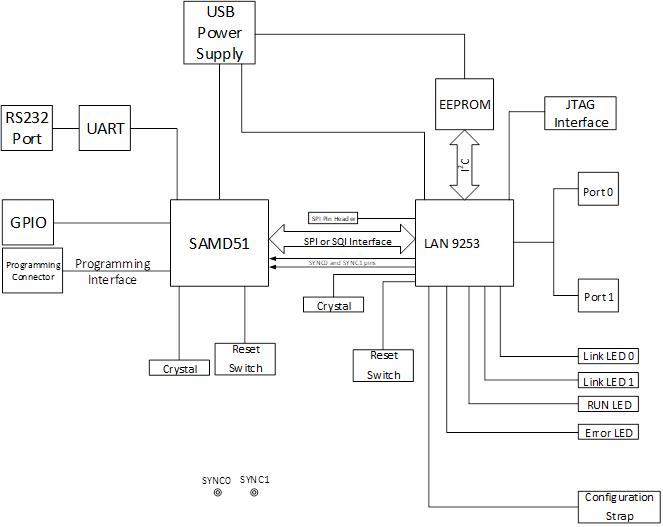 USB
Power
Supply
EEPROM
JTAG
Interface
RS232
Port
UART
I²C
GPIO
SAMD51
SPI Pin Header
SPI or SQI Interface
SYNC0 and SYNC1 pins
LAN 9253
Port 0
Programming
Connector
Programming
Interface
Port 1
Crystal
Crystal
Reset
Switch
Reset
Switch
Link LED 0
Link LED 1
RUN LED
Error LED
SYNC0
SYNC1
Configuration
Strap